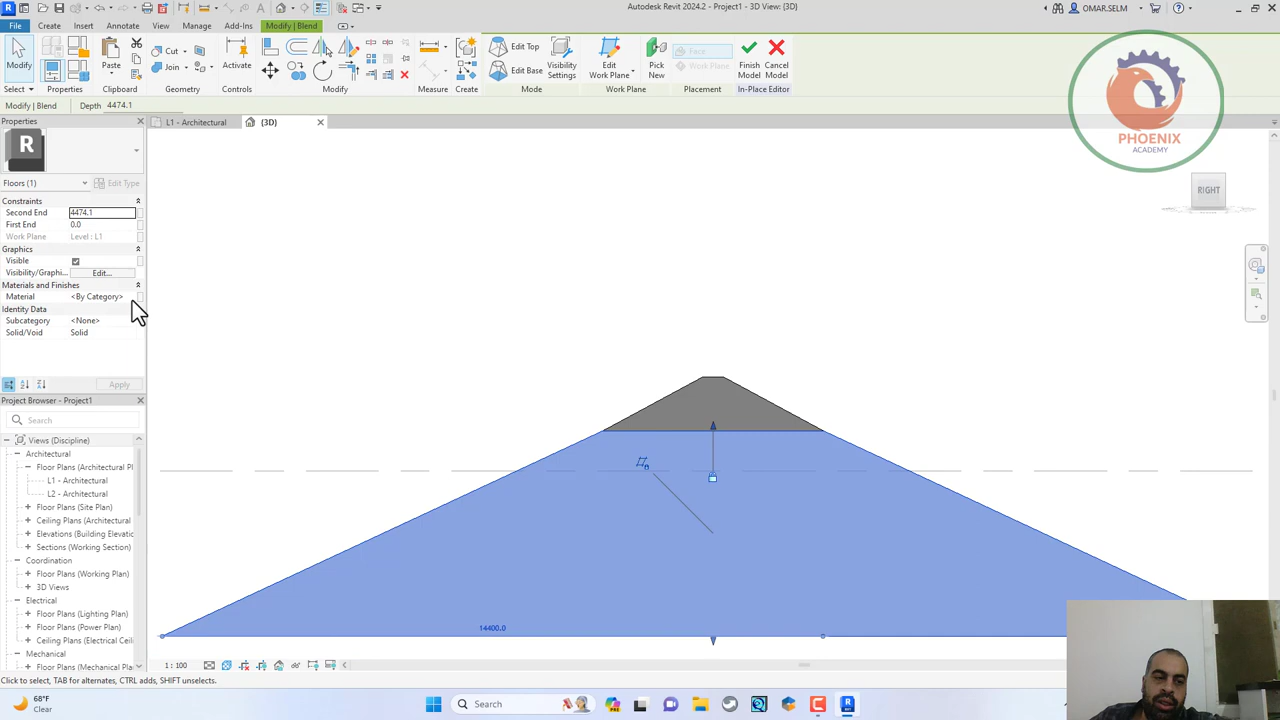 Autodesk Revit 2024.2 - Project1 - 3D View: {3D}
OMAR.SELM
File Create Insert Annotate View Manage Add-Ins Modify | Blend
Modify
Paste
Cut
Join
Activate
Edit Top
Edit Base
Visibility Settings
Edit Work Plane
Pick New
Face
Work Plane
Finish Model
Cancel Model
Select Properties Clipboard Geometry Controls Modify Measure Create Mode Work Plane Placement In-Place Editor
Modify | Blend Depth 4474.1
PHOENIX
ACADEMY
Properties
L1 - Architectural
{3D}
R
Floors (1) Edit Type
Constraints
Second End 4474.1
First End 0.0
Work Plane Level : L1
Graphics
Visible
Visibility/Graphi... Edit...
Materials and Finishes
Material <By Category>
Identity Data
Subcategory <None>
Solid/Void Solid
Apply
RIGHT
Project Browser - Project1
Search
Views (Discipline)
Architectural
Floor Plans (Architectural Pl
L1 - Architectural
L2 - Architectural
Floor Plans (Site Plan)
Ceiling Plans (Architectural
Elevations (Building Elevatio
Sections (Working Section)
Coordination
Floor Plans (Working Plan)
3D Views
Electrical
Floor Plans (Lighting Plan)
Floor Plans (Power Plan)
Ceiling Plans (Electrical Ceil
Mechanical
Floor Plans (Mechanical Pla
14400.0
1 : 100
Click to select, TAB for alternates, CTRL adds, SHIFT unselects.
68°F
Clear
Search